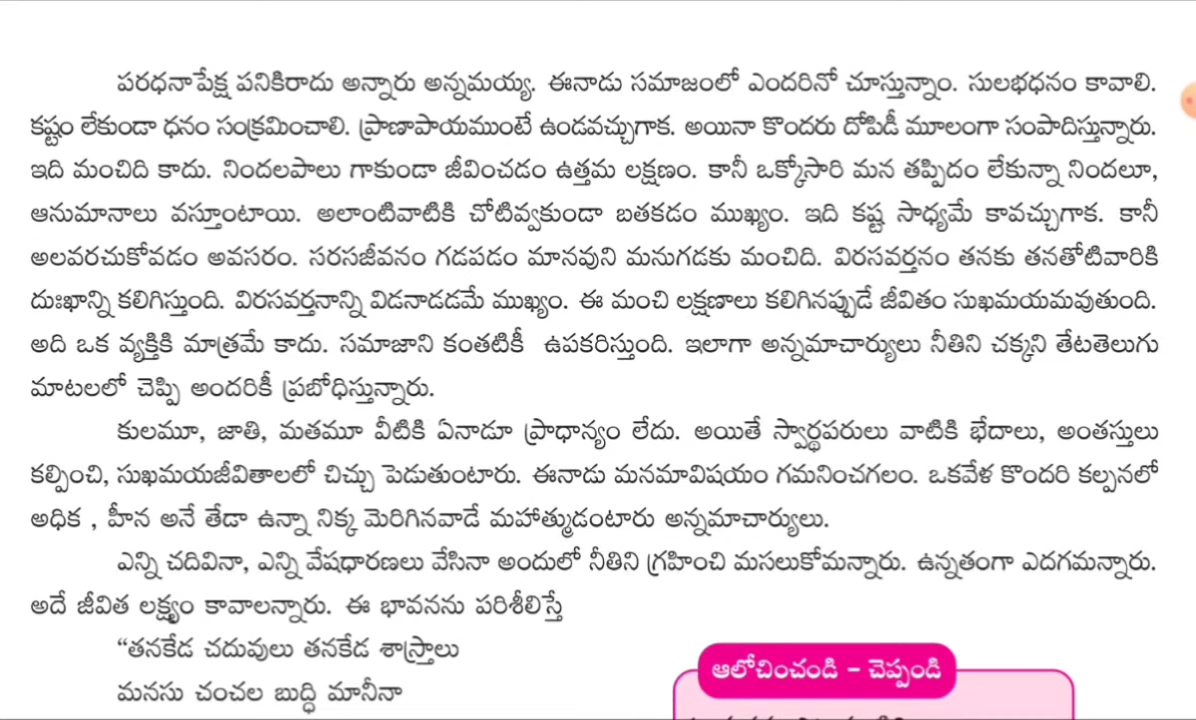 పరధనాపేక్ష పనికిరాదు అన్నారు అన్నమయ్య. ఈనాడు సమాజంలో ఎందరినో చూస్తున్నాం. సులభధనం కావాలి.
కష్టం లేకుండా ధనం సంక్రమించాలి. ప్రాణాపాయముంటే ఉండవచ్చుగాక. అయినా కొందరు దోపిడీ మూలంగా సంపాదిస్తున్నారు.
ఇది మంచిది కాదు. నిందలపాలు గాకుండా జీవించడం ఉత్తమ లక్షణం. కానీ ఒక్కోసారి మన తప్పిదం లేకున్నా నిందలూ,
ఆనుమానాలు వస్తూంటాయి. అలాంటివాటికి చోటివ్వకుండా బతకడం ముఖ్యం. ఇది కష్ట సాధ్యమే కావచ్చుగాక. కానీ
అలవరచుకోవడం అవసరం. సరసజీవనం గడపడం మానవుని మనుగడకు మంచిది. విరసవర్తనం తనకు తనతోటివారికి
దుఃఖాన్ని కలిగిస్తుంది. విరసవర్తనాన్ని విడనాడడమే ముఖ్యం. ఈ మంచి లక్షణాలు కలిగినప్పుడే జీవితం సుఖమయమవుతుంది.
అది ఒక వ్యక్తికి మాత్రమే కాదు. సమాజాని కంతటికీ ఉపకరిస్తుంది. ఇలాగా అన్నమాచార్యులు నీతిని చక్కని తేటతెలుగు
మాటలలో చెప్పి అందరికీ ప్రబోధిస్తున్నారు.
కులమూ, జాతి, మతమూ వీటికి ఏనాడూ ప్రాధాన్యం లేదు. అయితే స్వార్థపరులు వాటికి భేదాలు, అంతస్తులు
కల్పించి, సుఖమయజీవితాలలో చిచ్చు పెడుతుంటారు. ఈనాడు మనమావిషయం గమనించగలం. ఒకవేళ కొందరి కల్పనలో
అధిక , హీన అనే తేడా ఉన్నా నిక్క మెరిగినవాడే మహాత్ముడంటారు అన్నమాచార్యులు.
ఎన్ని చదివినా, ఎన్ని వేషధారణలు వేసినా అందులో నీతిని గ్రహించి మసలుకోమన్నారు. ఉన్నతంగా ఎదగమన్నారు.
అదే జీవిత లక్ష్యం కావాలన్నారు. ఈ భావనను పరిశీలిస్తే
“తనకేడ చదువులు తనకేడ శాస్త్రాలు
మనసు చంచల బుద్ధి మానీనా
ఆలోచించండి – చెప్పండి